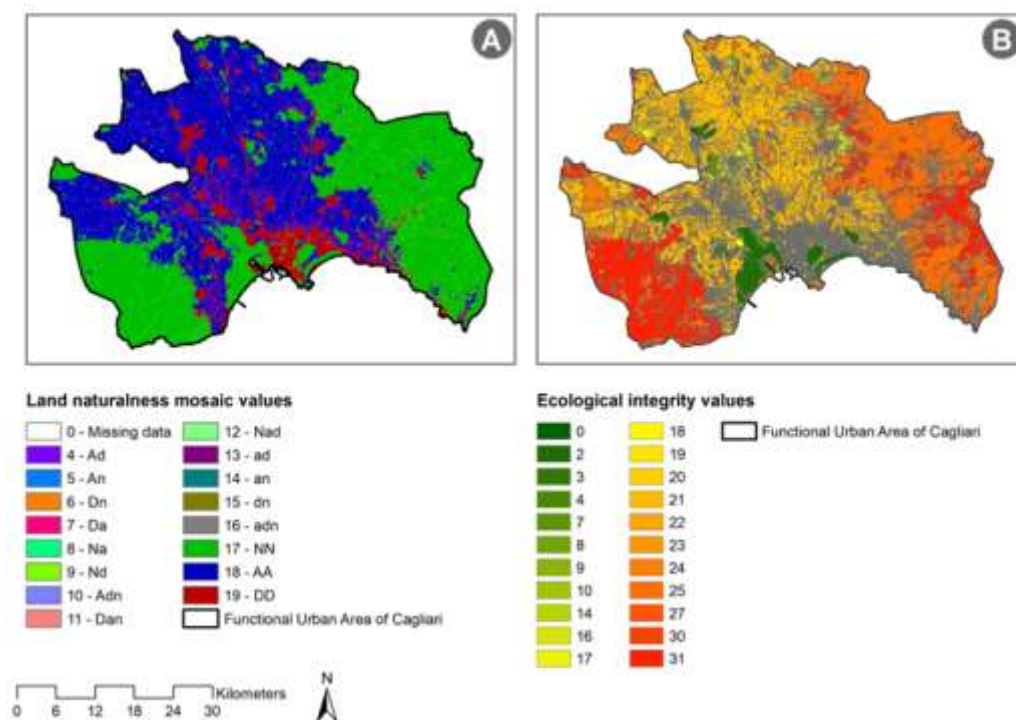 A
B
Land naturalness mosaic values
0 - Missing data
4 - Ad
5 - An
6 - Dn
7 - Da
8 - Na
9 - Nd
10 - Adn
11 - Dan
12 - Nad
13 - ad
14 - an
15 - dn
16 - adn
17 - NN
18 - AA
19 - DD
Functional Urban Area of Cagliari
Ecological integrity values
0
2
3
4
7
8
9
10
14
16
17
18
19
20
21
22
23
24
25
27
30
31
Functional Urban Area of Cagliari
Kilometers
0 6 12 18 24 30
N